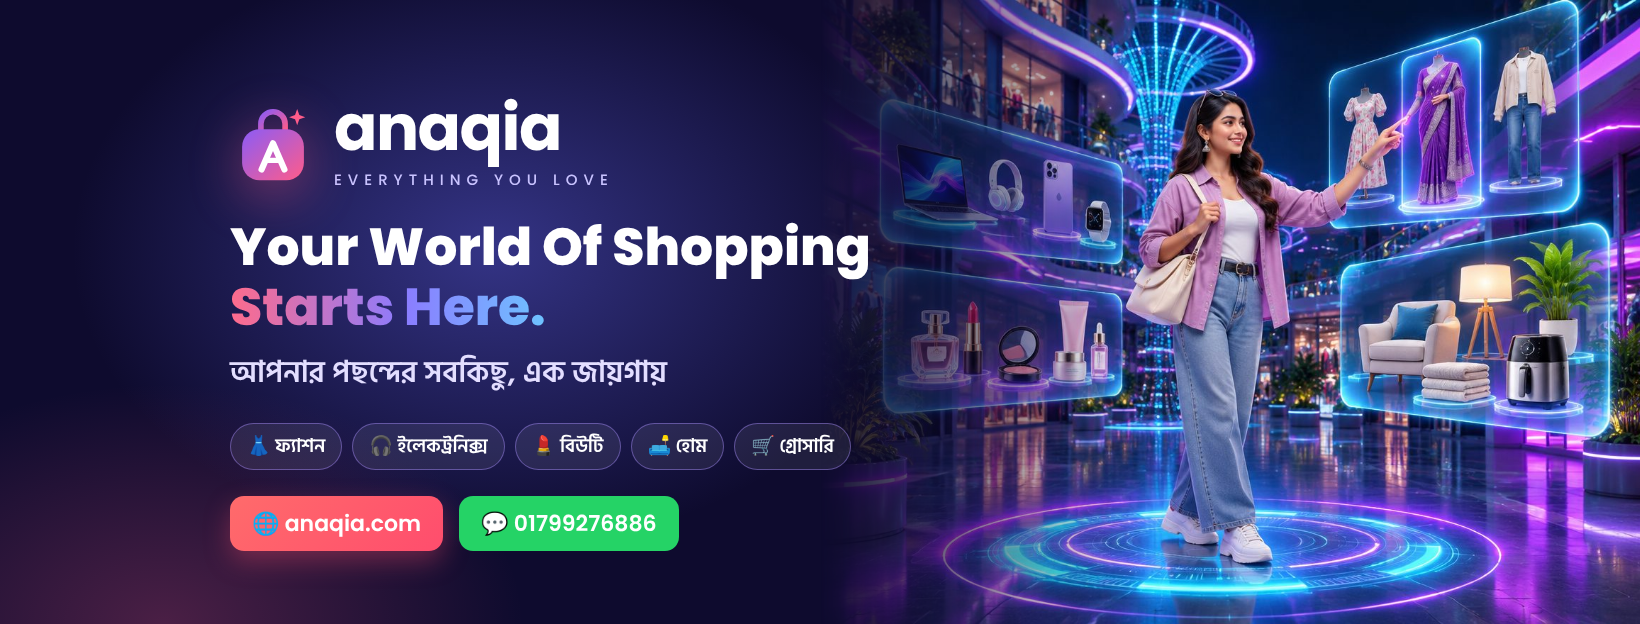 A
anaqia
EVERYTHING YOU LOVE
Your World Of Shopping
Starts Here.
আপনার পছন্দের সবকিছু, এক জায়গায়
👗 ফ্যাশন 🎧 ইলেকট্রনিক্স 💄 বিউটি 🛋️ হোম 🛒 গ্রোসারি
🌐 anaqia.com 💬 01799276886